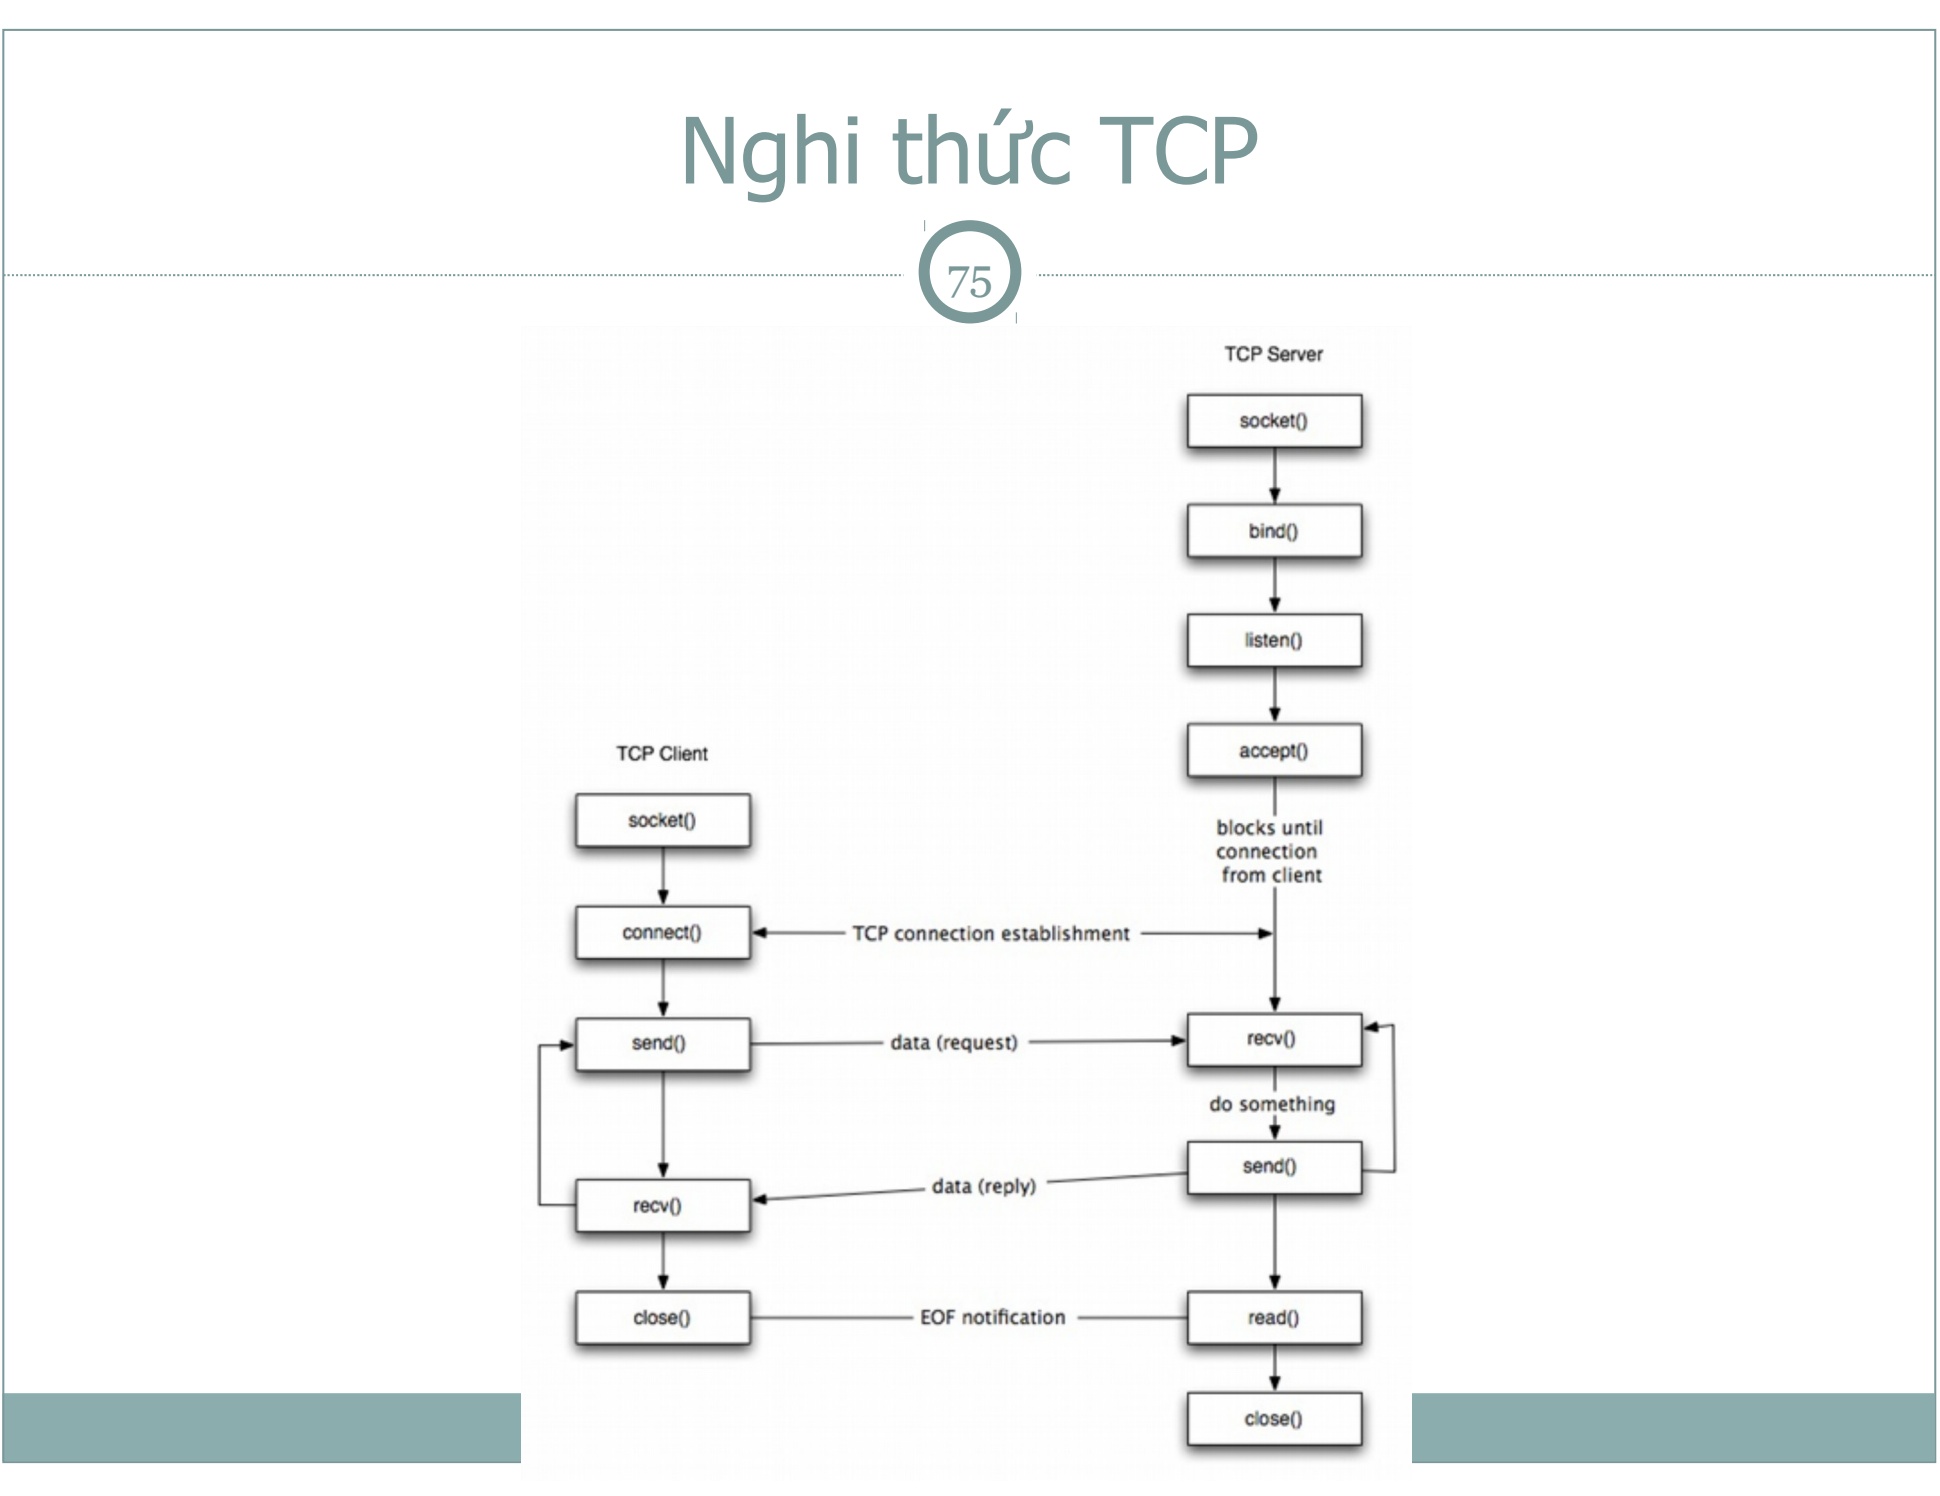 Nghi thức TCP
75
TCP Server
socket()
bind()
listen()
accept()
blocks until
connection
from client
TCP Client
socket()
connect()
TCP connection establishment
send()
data (request)
recv()
do something
send()
data (reply)
recv()
close()
EOF notification
read()
close()